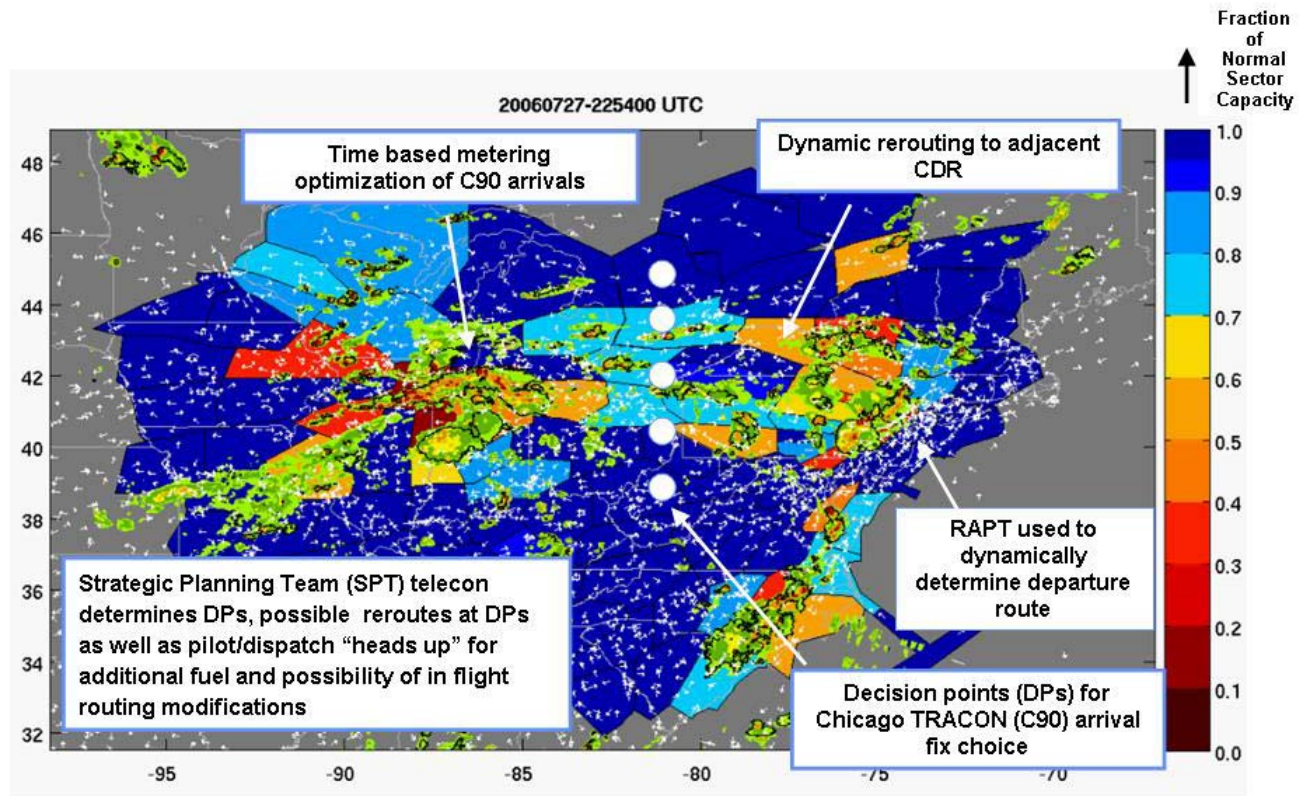 Fraction
of
Normal
Sector
Capacity
20060727-225400 UTC
Time based metering
optimization of C90 arrivals
Dynamic rerouting to adjacent
CDR
RAPT used to
dynamically
determine departure
route
Strategic Planning Team (SPT) telecon
determines DPs, possible reroutes at DPs
as well as pilot/dispatch “heads up” for
additional fuel and possibility of in flight
routing modifications
Decision points (DPs) for
Chicago TRACON (C90) arrival
fix choice
48
46
44
42
40
38
36
34
32
-95
-90
-85
-80
-75
-70
1.0
0.9
0.8
0.7
0.6
0.5
0.4
0.3
0.2
0.1
0.0